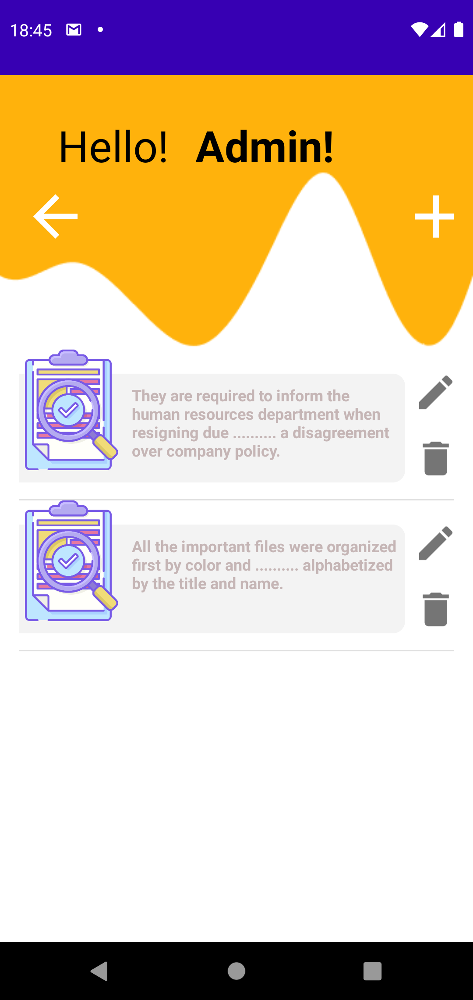 18:45
Hello! Admin!
They are required to inform the
human resources department when
resigning due .......... a disagreement
over company policy.
All the important files were organized
first by color and .......... alphabetized
by the title and name.